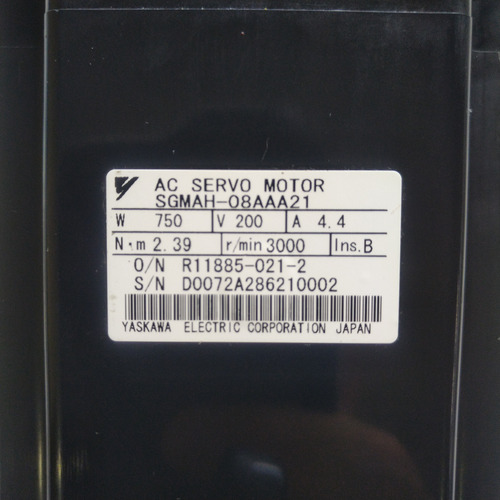 AC SERVO MOTOR
SGMAH-08AAA21
W 750 V 200 A 4.4
N·m 2.39 r/min 3000 Ins.B
O/N R11885-021-2
S/N D0072A286210002
YASKAWA ELECTRIC CORPORATION JAPAN